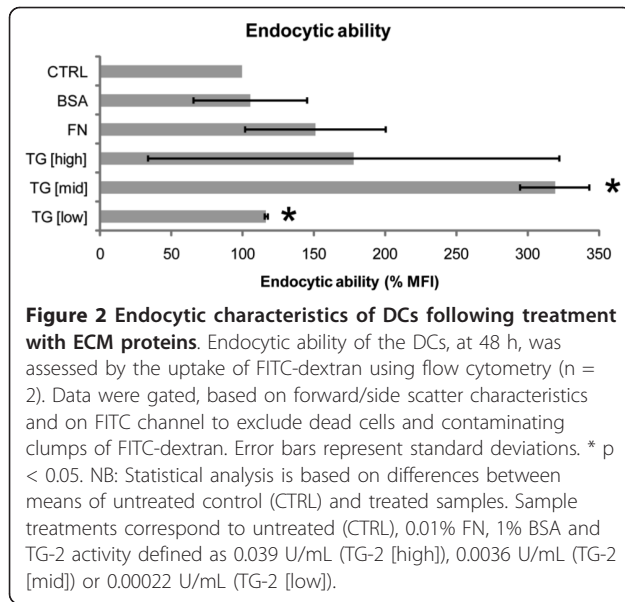 Endocytic ability
CTRL
BSA
FN
TG [high]
TG [mid]
*
TG [low]
*
0 50 100 150 200 250 300 350
Endocytic ability (% MFI)
Figure 2 Endocytic characteristics of DCs following treatment
with ECM proteins. Endocytic ability of the DCs, at 48 h, was
assessed by the uptake of FITC-dextran using flow cytometry (n =
2). Data were gated, based on forward/side scatter characteristics
and on FITC channel to exclude dead cells and contaminating
clumps of FITC-dextran. Error bars represent standard deviations. * p
< 0.05. NB: Statistical analysis is based on differences between
means of untreated control (CTRL) and treated samples. Sample
treatments correspond to untreated (CTRL), 0.01% FN, 1% BSA and
TG-2 activity defined as 0.039 U/mL (TG-2 [high]), 0.0036 U/mL (TG-2
[mid]) or 0.00022 U/mL (TG-2 [low]).